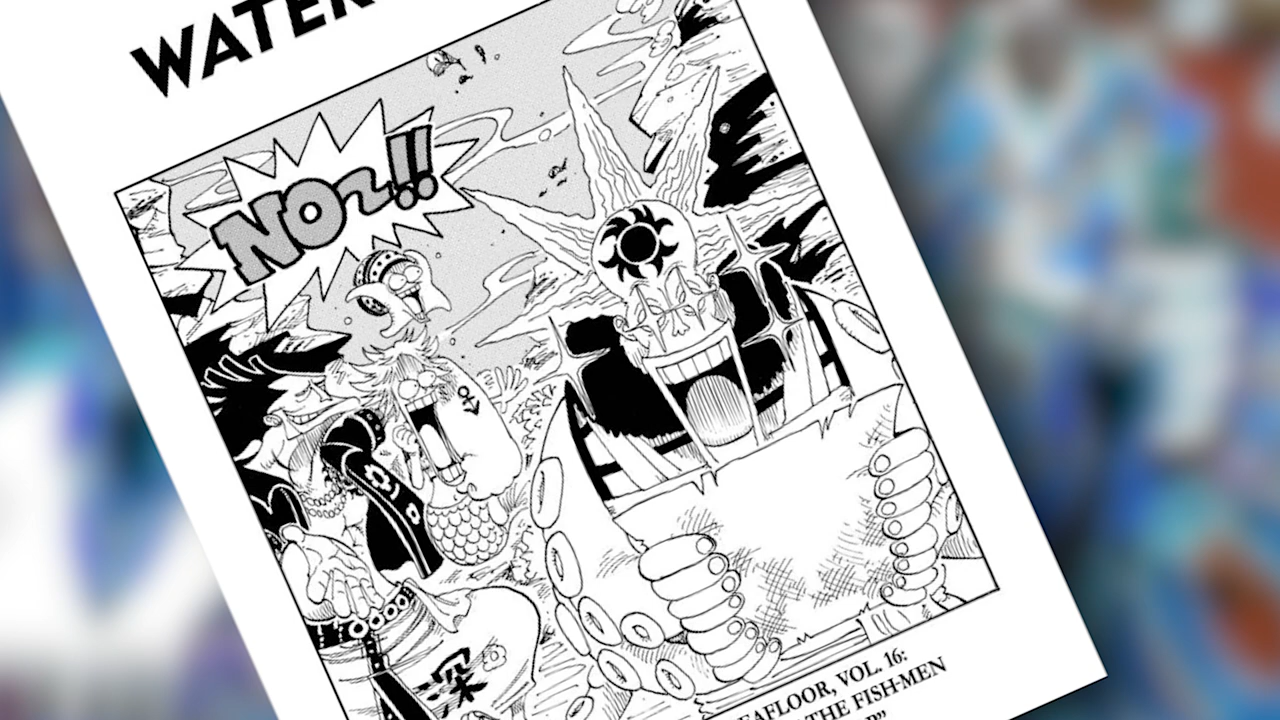 WATER
NO~!!
深
EAFLOOR, VOL. 16:
THE FISH-MEN